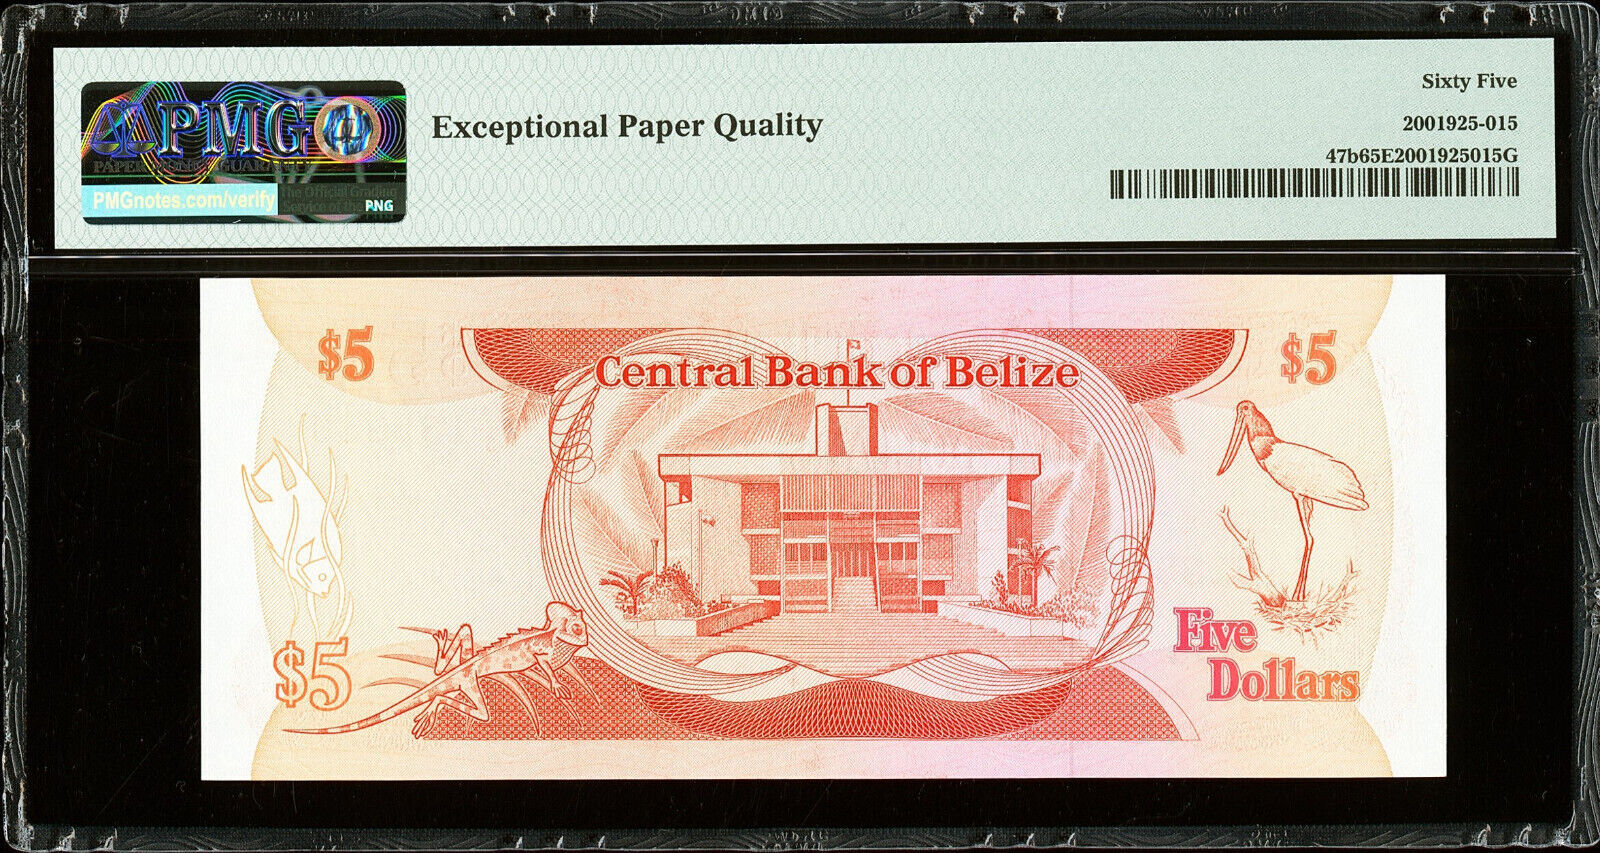 PMG
PAPER MONEY GUARANTY
PMGnotes.com/verify
The Official Grading
Service of the PNG
Exceptional Paper Quality
Sixty Five
2001925-015
47b65E2001925015G
$5
Central Bank of Belize
$5
$5
Five
Dollars